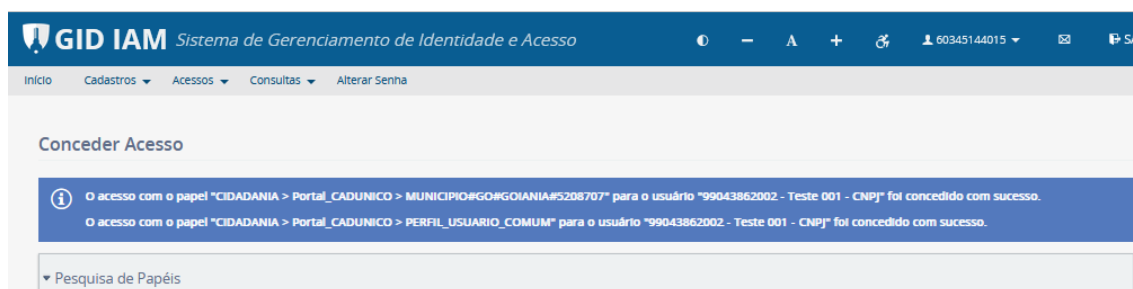 GID IAM Sistema de Gerenciamento de Identidade e Acesso A 60345144015
Início Cadastros Acessos Consultas Alterar Senha
Conceder Acesso
O acesso com o papel "CIDADANIA > Portal_CADUNICO > MUNICIPIO#GO#GOIANIA#5208707" para o usuário "99043862002 - Teste 001 - CNPJ" foi concedido com sucesso.
O acesso com o papel "CIDADANIA > Portal_CADUNICO > PERFIL_USUARIO_COMUM" para o usuário "99043862002 - Teste 001 - CNPJ" foi concedido com sucesso.
Pesquisa de Papéis